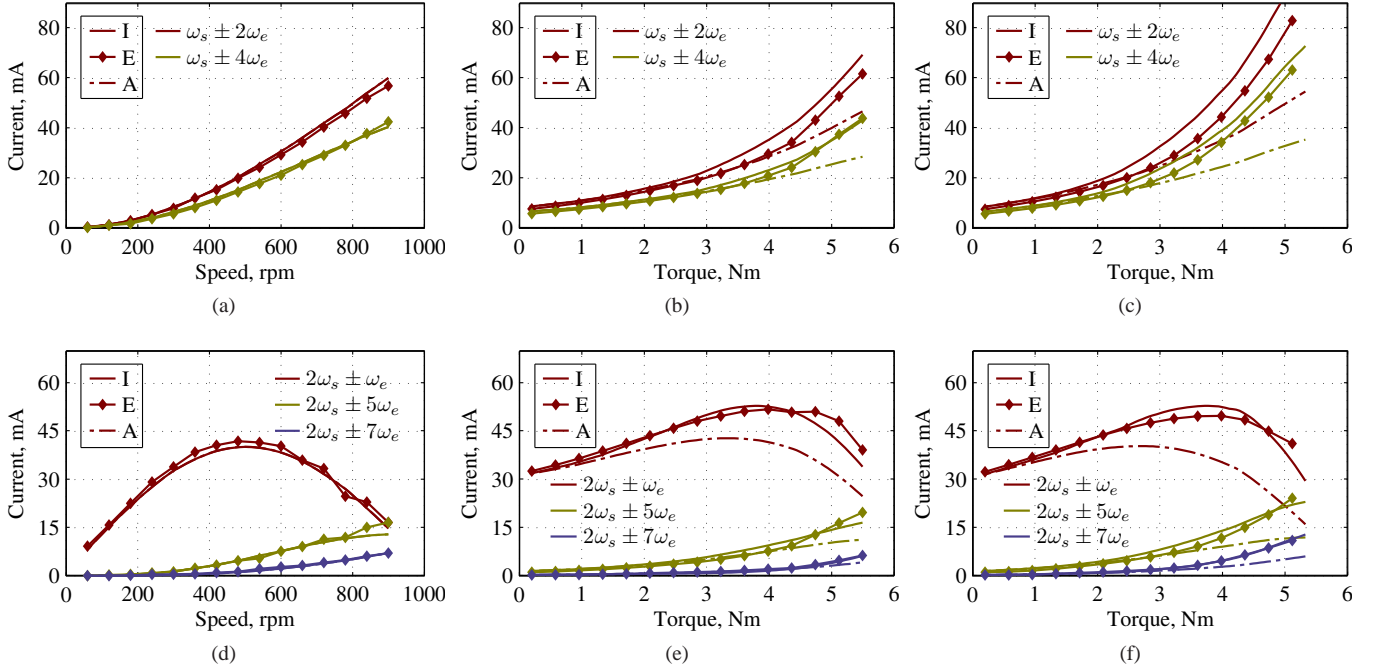 80
60
40
20
0
Current, mA
I
E
A
ωs ± 2ωe
ωs ± 4ωe
0 200 400 600 800 1000
Speed, rpm
(a)
80
60
40
20
0
Current, mA
I
E
A
ωs ± 2ωe
ωs ± 4ωe
0 1 2 3 4 5 6
Torque, Nm
(b)
80
60
40
20
0
Current, mA
I
E
A
ωs ± 2ωe
ωs ± 4ωe
0 1 2 3 4 5 6
Torque, Nm
(c)
60
45
30
15
0
Current, mA
I
E
A
2ωs ± ωe
2ωs ± 5ωe
2ωs ± 7ωe
0 200 400 600 800 1000
Speed, rpm
(d)
60
45
30
15
0
Current, mA
I
E
A
2ωs ± ωe
2ωs ± 5ωe
2ωs ± 7ωe
0 1 2 3 4 5 6
Torque, Nm
(e)
60
45
30
15
0
Current, mA
I
E
A
2ωs ± ωe
2ωs ± 5ωe
2ωs ± 7ωe
0 1 2 3 4 5 6
Torque, Nm
(f)